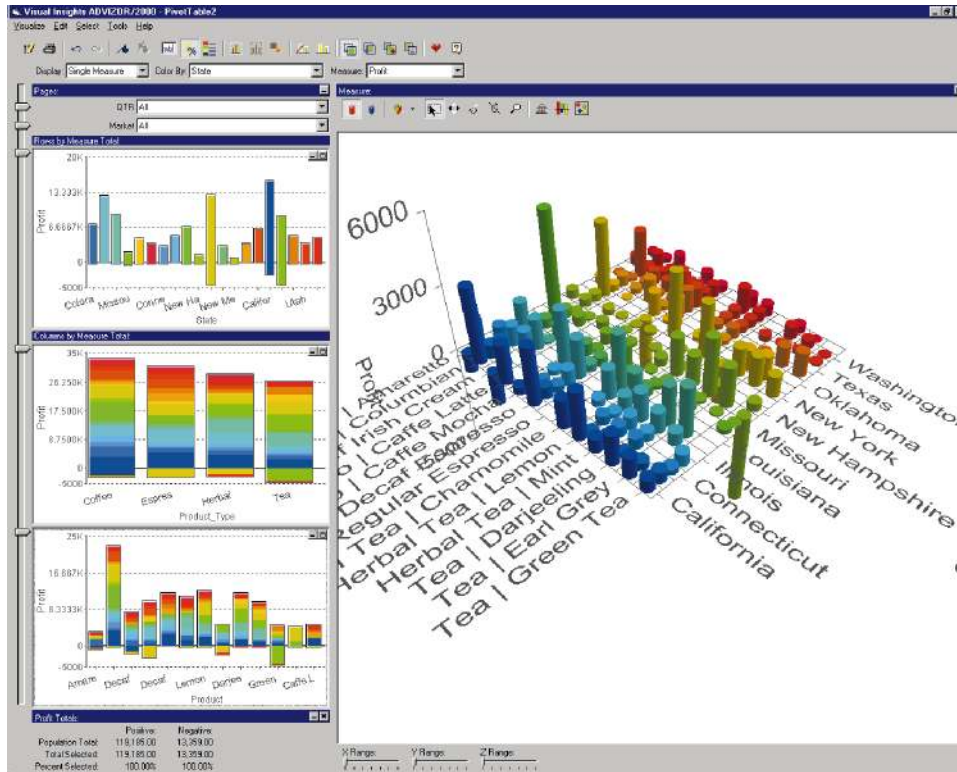 Visual Insights ADVIZOR/2000 - PivotTable2
Visualize Edit Select Tools Help
Display Single Measure Color By: State Measure: Profit
Pages:
QTR All
Market All
Rows by Measure Total:
20K
13.333K
6.6667K
0
-5000
Profit
Colora Missou Conne New Ha New Me Califor Utah
State
Columns by Measure Total:
35K
26.250K
17.500K
8.7500K
0
-5000
Profit
Coffee Espres Herbal Tea
Product_Type
25K
16.667K
8.3333K
0
-5000
Profit
Amare Decaf Decaf Lemon Darjee Green Caffe L
Product
Profit Totals:
Positive: Negative:
Population Total: 119,185.00 13,359.00
Total Selected: 119,185.00 13,359.00
Percent Selected: 100.00% 100.00%
Measure:
6000
3000
0
Profit
| Amaretto
Columbian
Irish Cream
| Caffe Latte
| Caffe Mocha
Decaf Espresso
Regular Espresso
Tea | Chamomile
Herbal Tea | Lemon
Herbal Tea | Mint
Tea | Darjeeling
Tea | Earl Grey
Tea | Green Tea
Washington
Texas
Oklahoma
New York
New Hampshire
Missouri
Louisiana
Illinois
Connecticut
California
X Range: Y Range: Z Range: